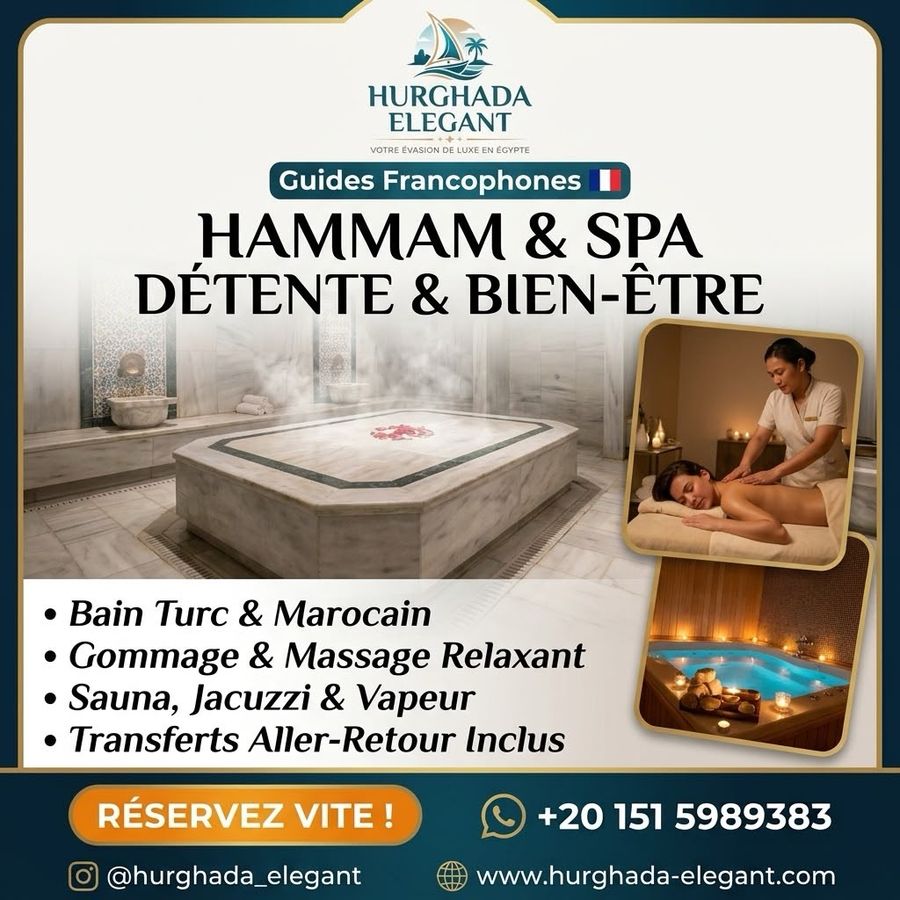 HURGHADA
ELEGANT
VOTRE ÉVASION DE LUXE EN ÉGYPTE
Guides Francophones 🇫🇷
HAMMAM & SPA
DÉTENTE & BIEN-ÊTRE
• Bain Turc & Marocain
• Gommage & Massage Relaxant
• Sauna, Jacuzzi & Vapeur
• Transferts Aller-Retour Inclus
RÉSERVEZ VITE !
+20 151 5989383
@hurghada_elegant
www.hurghada-elegant.com